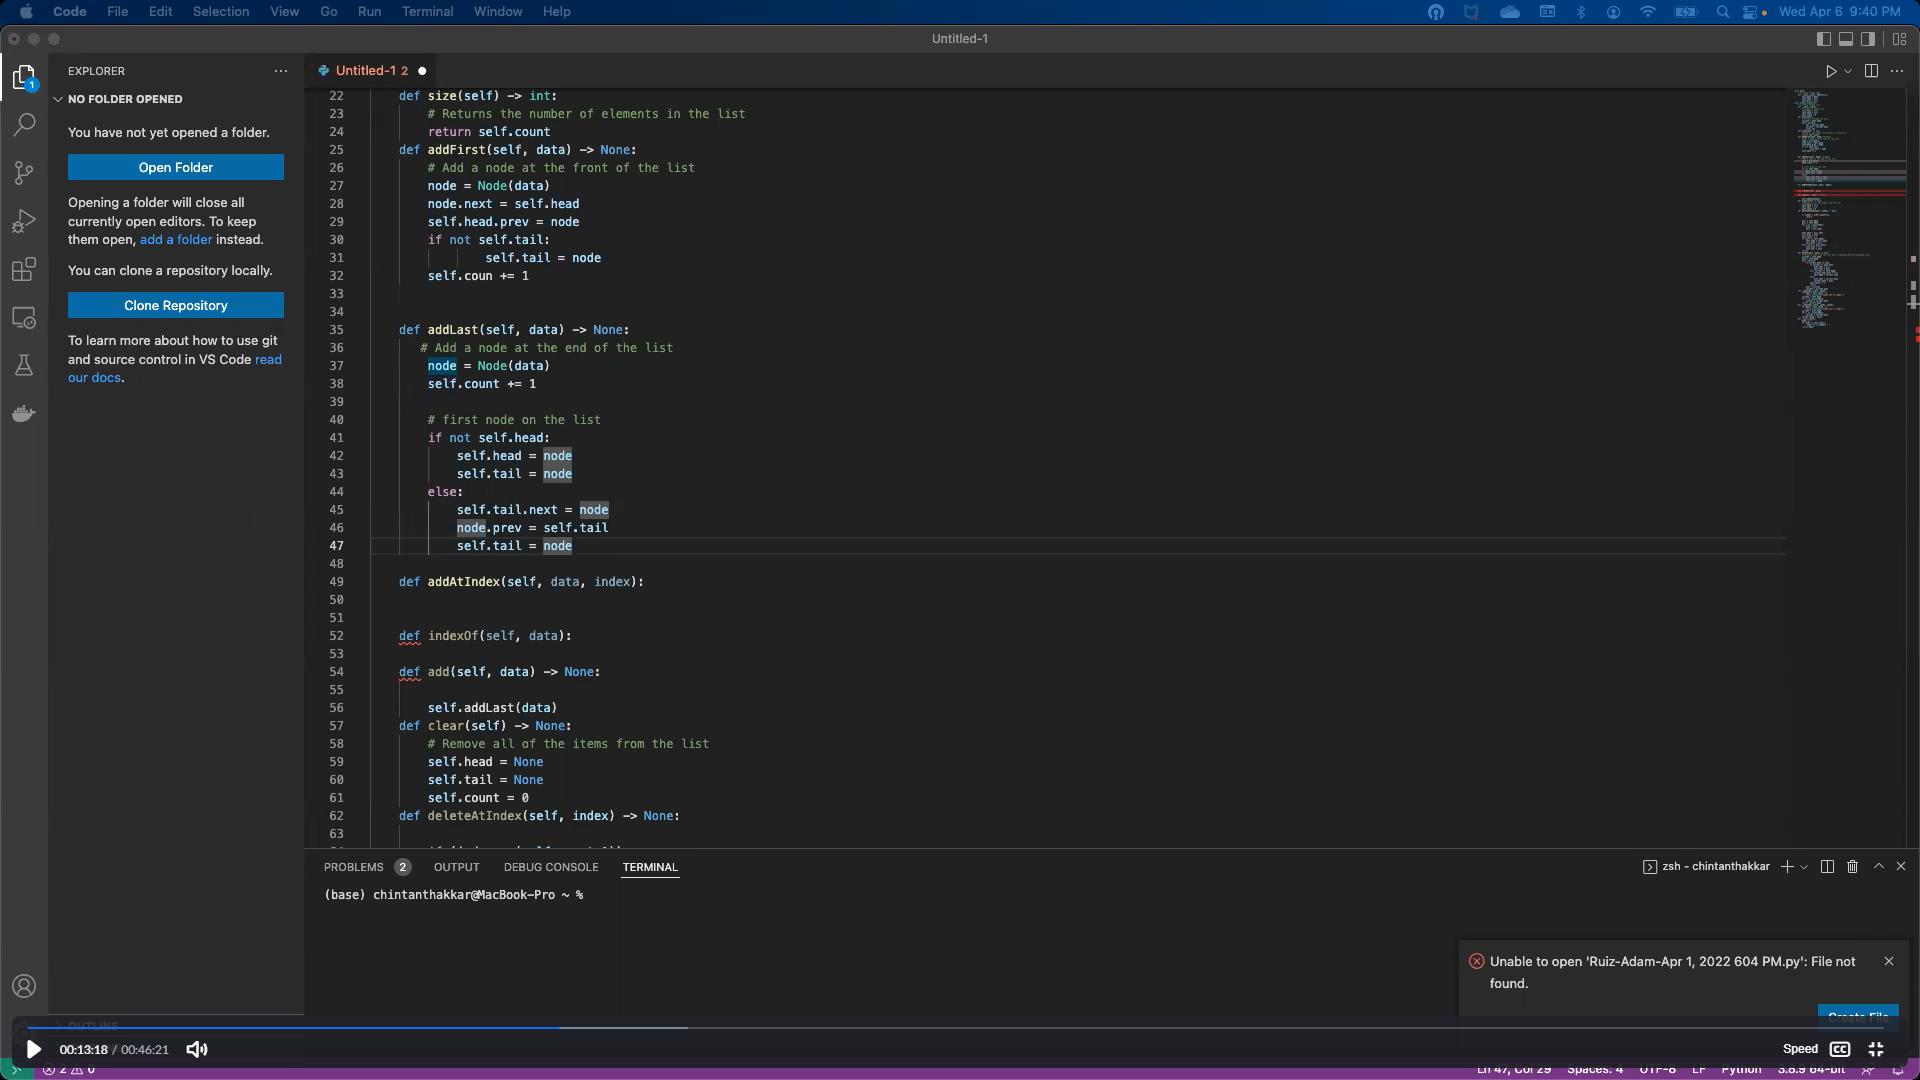 Code File Edit Selection View Go Run Terminal Window Help Wed Apr 6 9:40 PM
Untitled-1
EXPLORER
NO FOLDER OPENED
You have not yet opened a folder.
Open Folder
Opening a folder will close all
currently open editors. To keep
them open, add a folder instead.
You can clone a repository locally.
Clone Repository
To learn more about how to use git
and source control in VS Code read
our docs.
OUTLINE
1
Untitled-1 2
22 def size(self) -> int:
23 # Returns the number of elements in the list
24 return self.count
25 def addFirst(self, data) -> None:
26 # Add a node at the front of the list
27 node = Node(data)
28 node.next = self.head
29 self.head.prev = node
30 if not self.tail:
31 self.tail = node
32 self.coun += 1
33
34
35 def addLast(self, data) -> None:
36 # Add a node at the end of the list
37 node = Node(data)
38 self.count += 1
39
40 # first node on the list
41 if not self.head:
42 self.head = node
43 self.tail = node
44 else:
45 self.tail.next = node
46 node.prev = self.tail
47 self.tail = node
48
49 def addAtIndex(self, data, index):
50
51
52 def indexOf(self, data):
53
54 def add(self, data) -> None:
55
56 self.addLast(data)
57 def clear(self) -> None:
58 # Remove all of the items from the list
59 self.head = None
60 self.tail = None
61 self.count = 0
62 def deleteAtIndex(self, index) -> None:
63
PROBLEMS 2 OUTPUT DEBUG CONSOLE TERMINAL zsh - chintanthakkar
(base) chintanthakkar@MacBook-Pro ~ %
Unable to open 'Ruiz-Adam-Apr 1, 2022 604 PM.py': File not
found.
Create File
00:13:18 / 00:46:21 Speed CC
2 0 Ln 47, Col 29 Spaces: 4 UTF-8 LF Python 3.8.9 64-bit